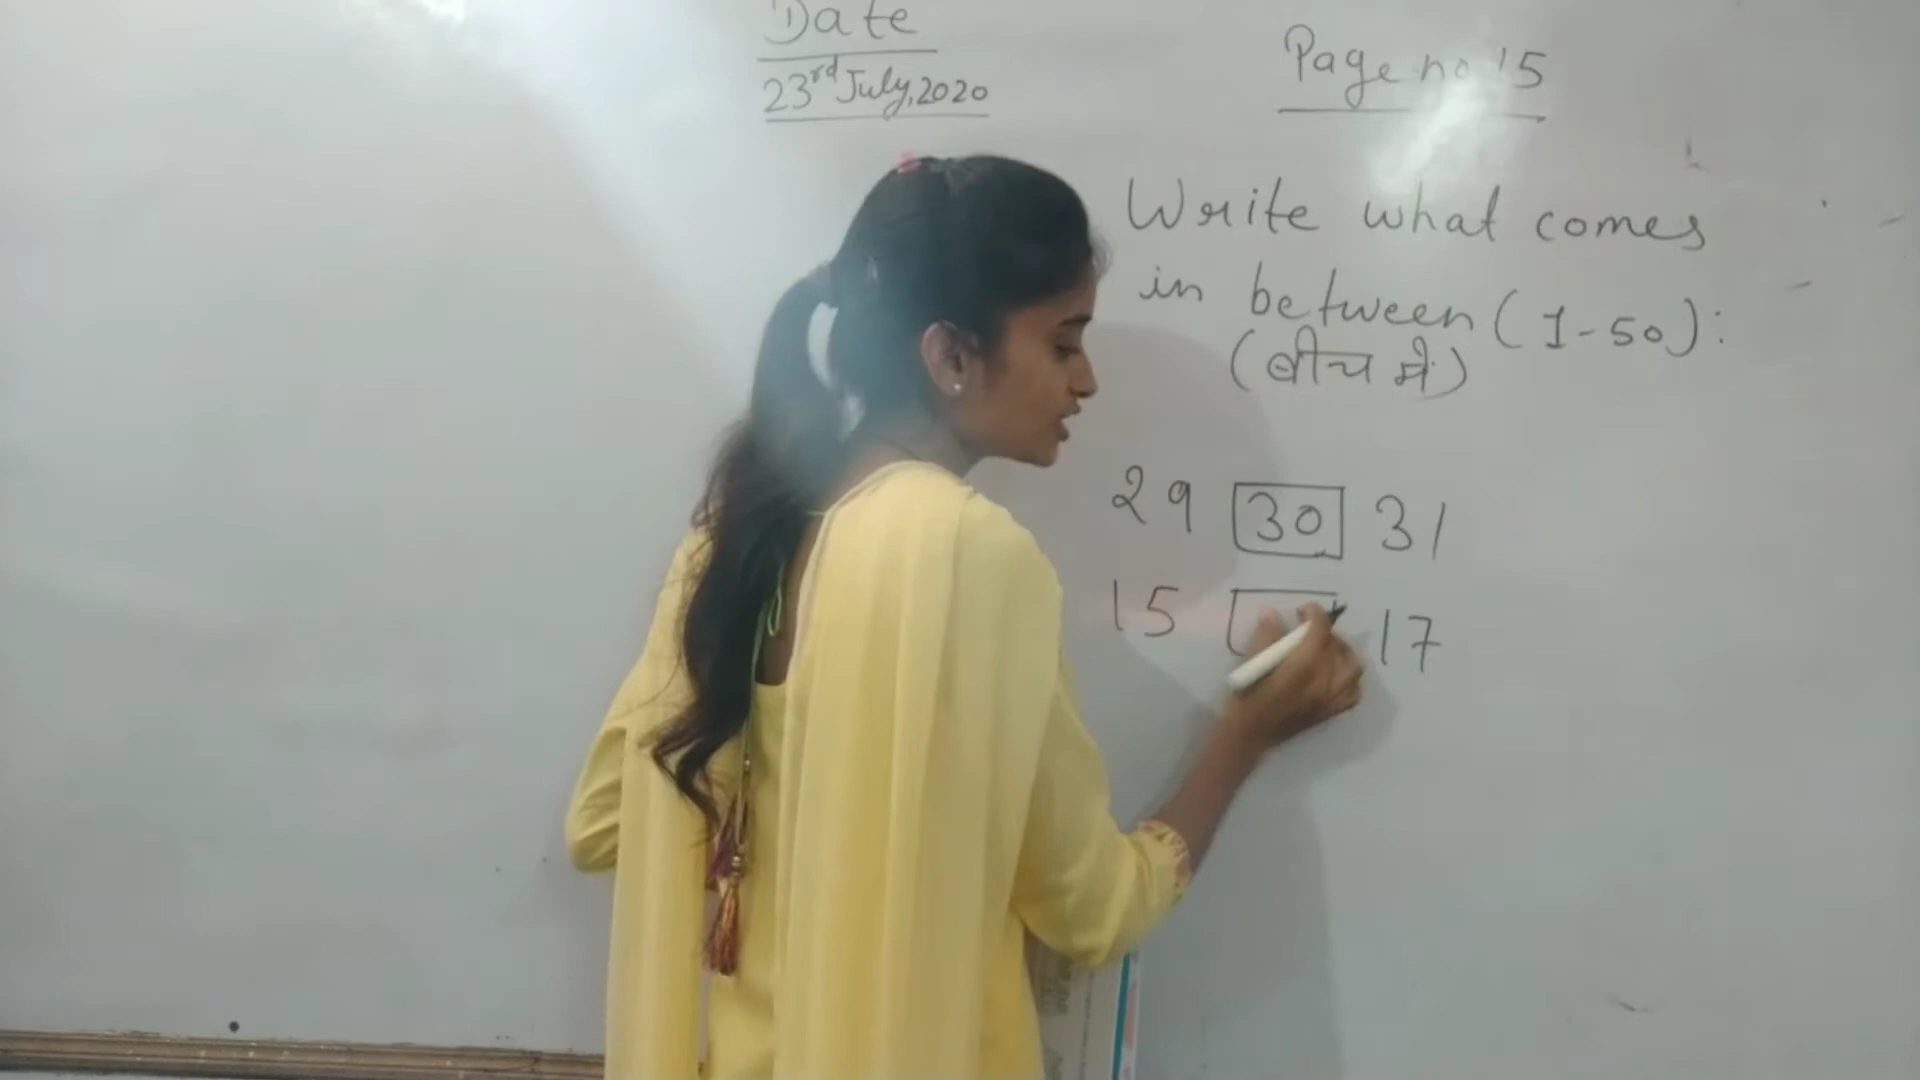 Date
23rd July, 2020
Page no 15
Write what comes
in between (1-50):
(बीच में)
29 30 31
15 17